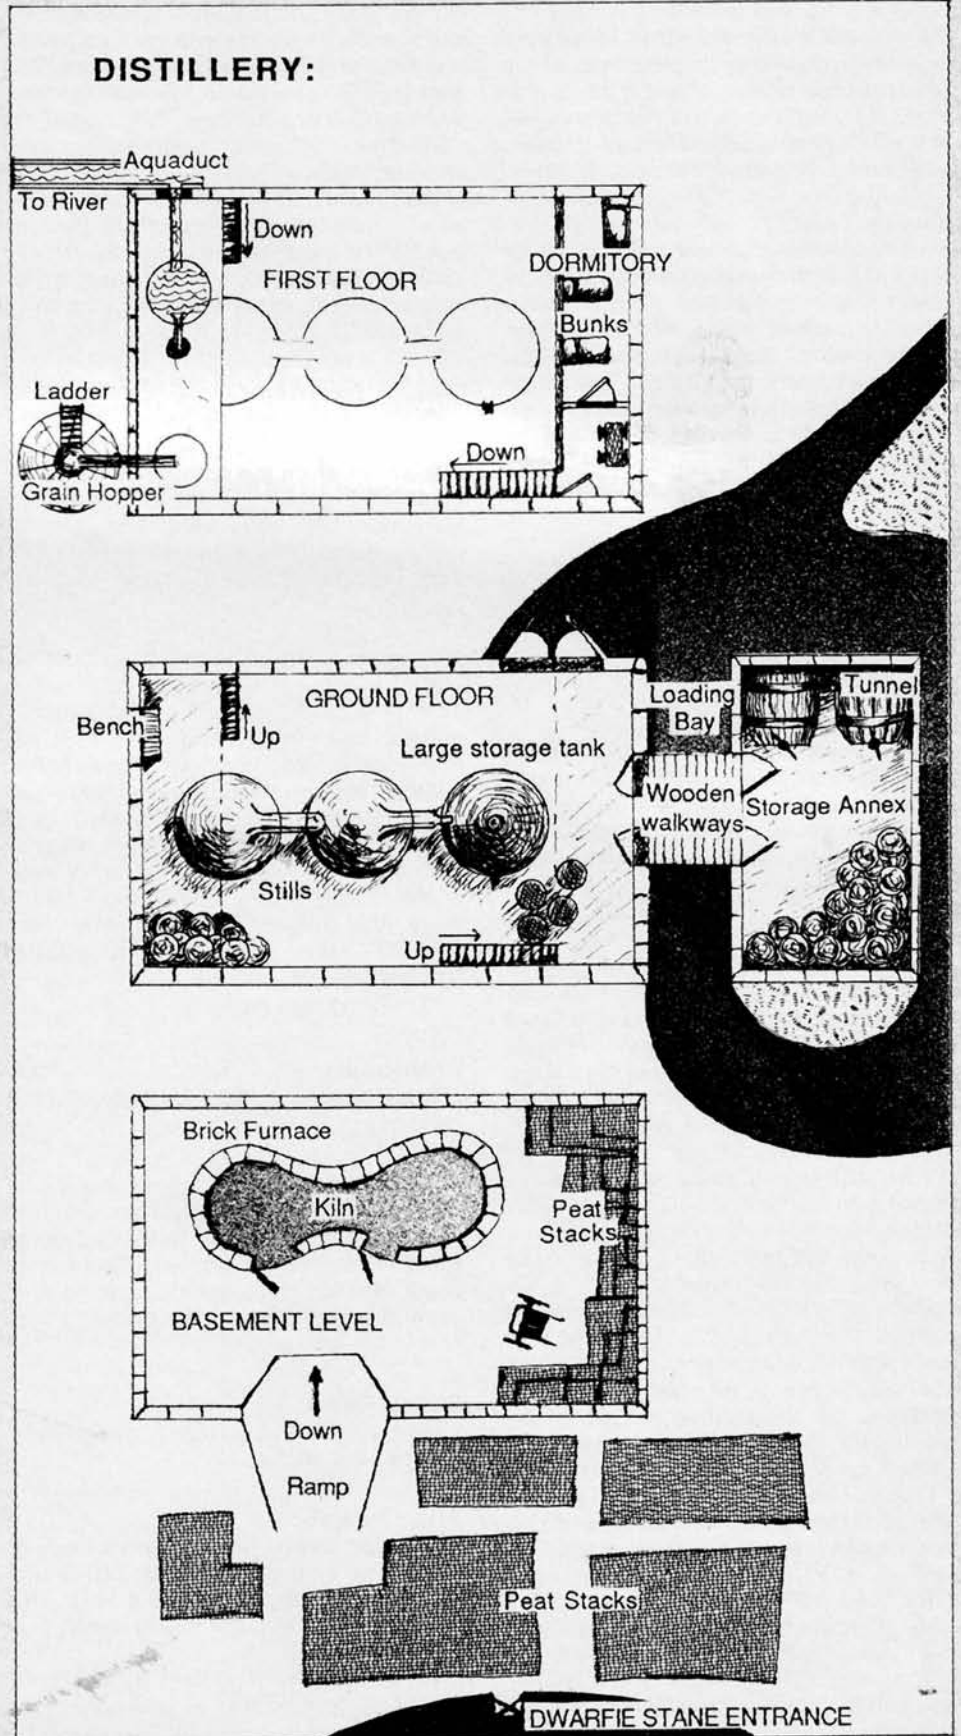 DISTILLERY:
Aquaduct
To River
Down
FIRST FLOOR
DORMITORY
Bunks
Ladder
Down
Grain Hopper
GROUND FLOOR
Loading
Bay
Tunnel
Bench
Up
Large storage tank
Wooden
walkways
Storage Annex
Stills
Up
Brick Furnace
Kiln
Peat
Stacks
BASEMENT LEVEL
Down
Ramp
Peat Stacks
DWARFIE STANE ENTRANCE